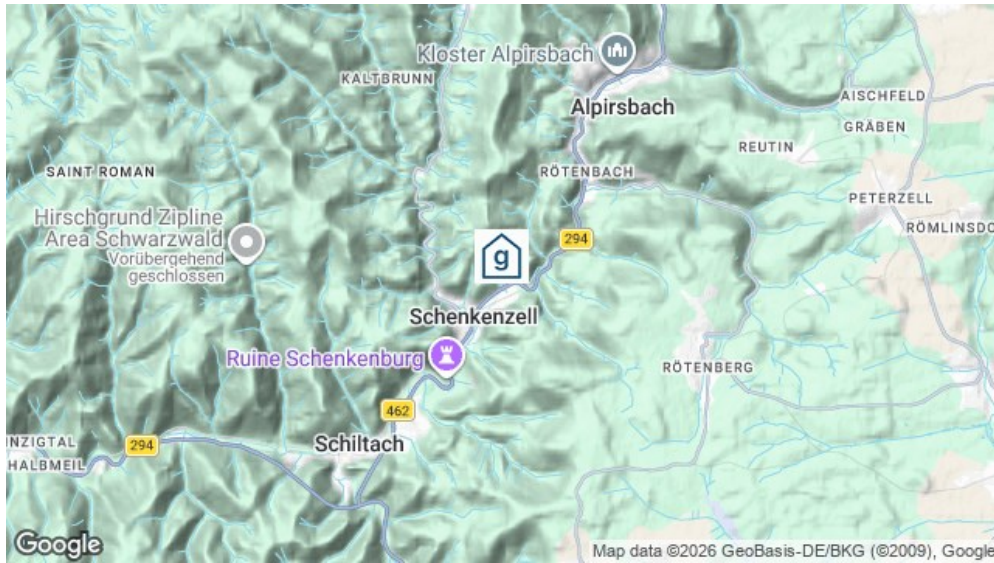 Kloster Alpirsbach
KALTBRUNN
Alpirsbach
AISCHFELD
GRÄBEN
REUTIN
SAINT ROMAN
RÖTENBACH
PETERZELL
Hirschgrund Zipline
Area Schwarzwald
Vorübergehend
geschlossen
RÖMLINSDO
294
g
Schenkenzell
Ruine Schenkenburg
RÖTENBERG
462
Schiltach
INZIGTAL
HALBMEIL
294
Google
Map data ©2026 GeoBasis-DE/BKG (©2009), Google